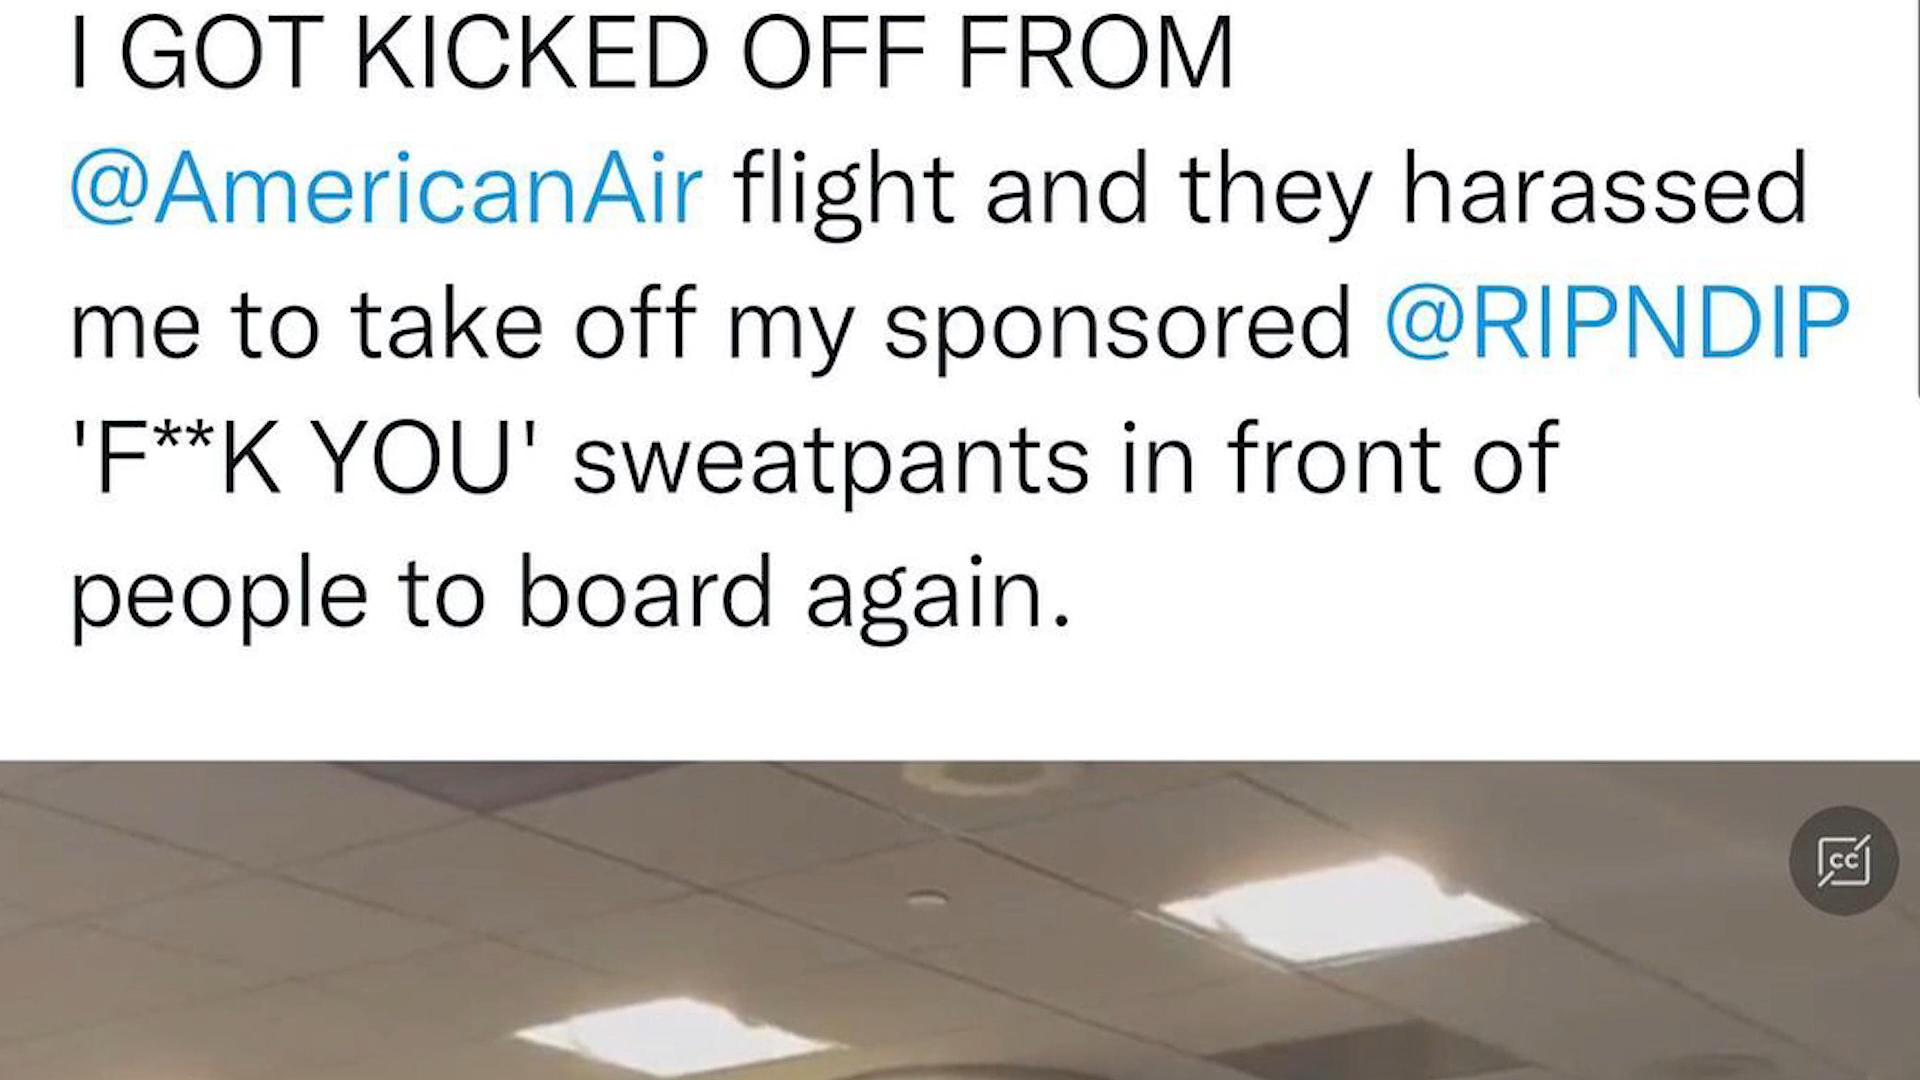 I GOT KICKED OFF FROM
@AmericanAir flight and they harassed
me to take off my sponsored @RIPNDIP
'F**K YOU' sweatpants in front of
people to board again.
CC